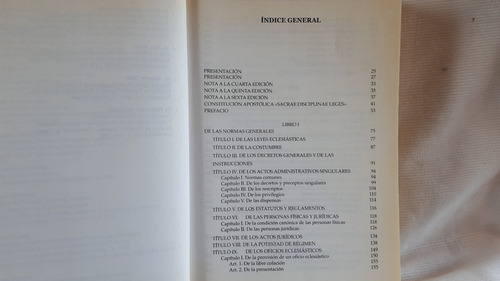 ÍNDICE GENERAL
7
PRESENTACIÓN 25
PRESENTACIÓN 27
NOTA A LA CUARTA EDICIÓN 33
NOTA A LA QUINTA EDICIÓN 35
NOTA A LA SEXTA EDICIÓN 37
CONSTITUCIÓN APOSTÓLICA «SACRAE DISCIPLINAE LEGES» 41
PREFACIO 53
LIBRO I
DE LAS NORMAS GENERALES 75
TÍTULO I. DE LAS LEYES ECLESIÁSTICAS 77
TÍTULO II. DE LA COSTUMBRE 87
TÍTULO III. DE LOS DECRETOS GENERALES Y DE LAS
INSTRUCCIONES 91
TÍTULO IV. DE LOS ACTOS ADMINISTRATIVOS SINGULARES 94
Capítulo I. Normas comunes 94
Capítulo II. De los decretos y preceptos singulares 99
Capítulo III. De los rescriptos 104
Capítulo IV. De los privilegios 110
Capítulo V. De las dispensas 114
TÍTULO V. DE LOS ESTATUTOS Y REGLAMENTOS 116
TÍTULO VI. DE LAS PERSONAS FÍSICAS Y JURÍDICAS 118
Capítulo I. De la condición canónica de las personas físicas 118
Capítulo II. De las personas jurídicas 126
TÍTULO VII. DE LOS ACTOS JURÍDICOS 134
TÍTULO VIII. DE LA POTESTAD DE RÉGIMEN 138
TÍTULO IX. DE LOS OFICIOS ECLESIÁSTICOS 149
Capítulo I. De la provisión de un oficio eclesiástico 150
Art. 1. De la libre colación 155
Art. 2. De la presentación 155